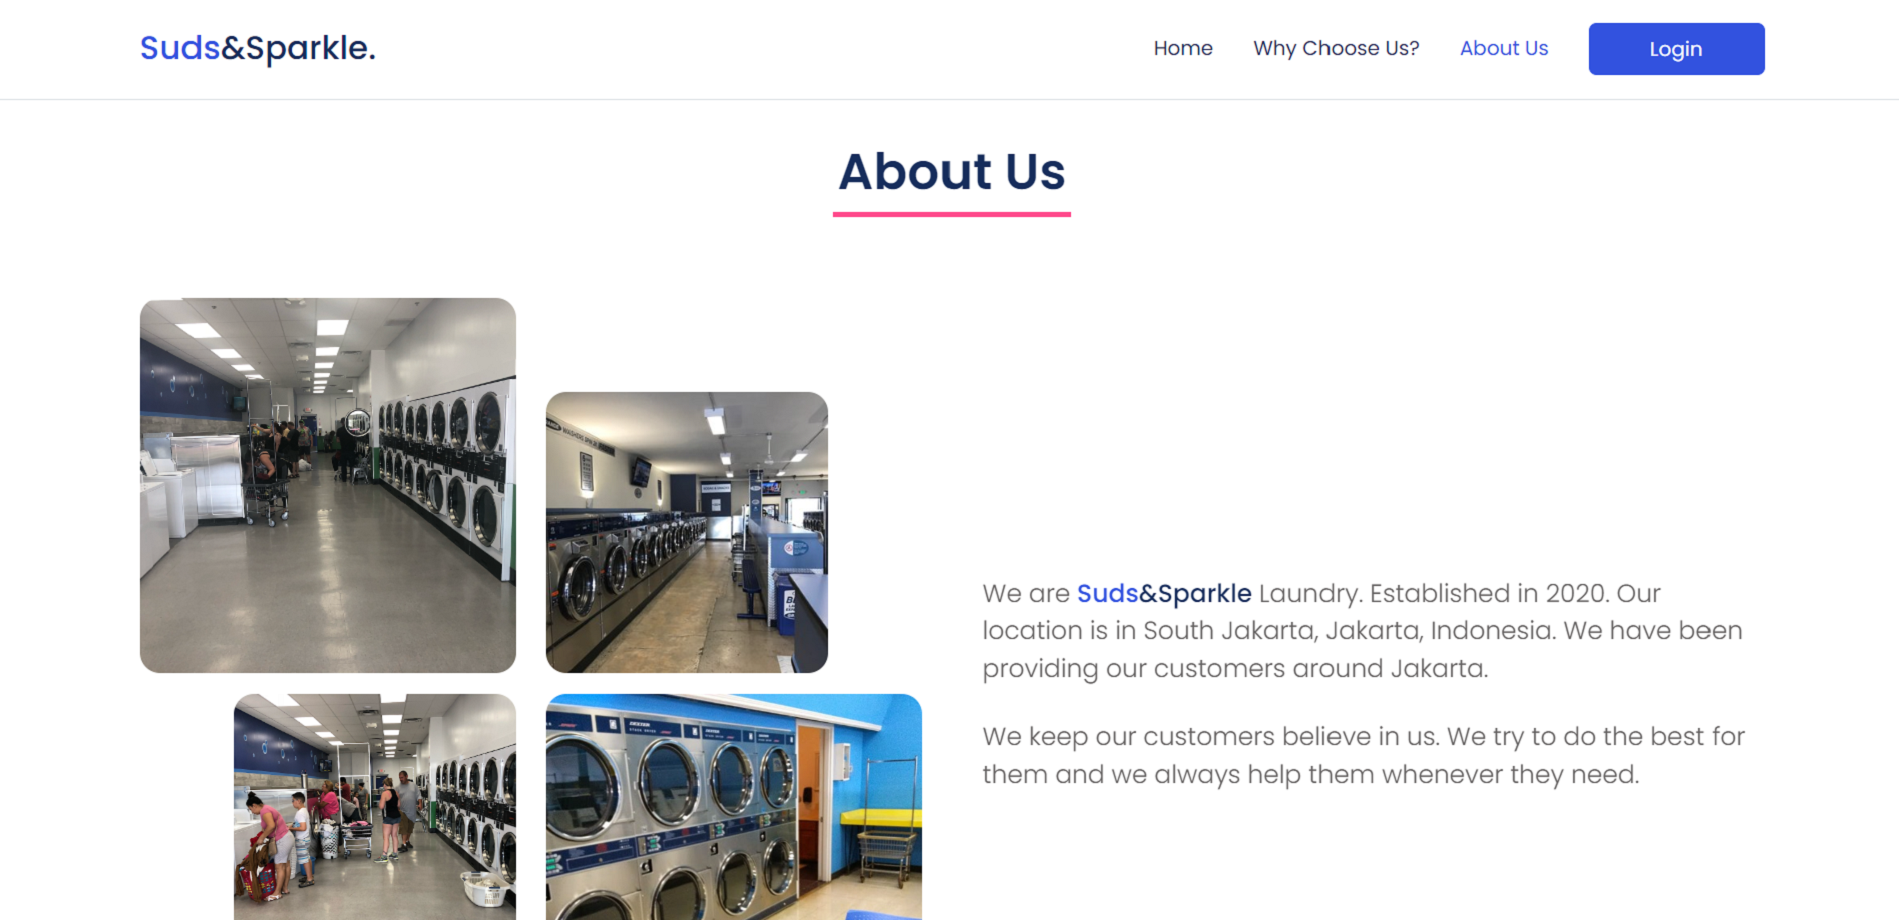 Suds&Sparkle.
Home
Why Choose Us?
About Us
Login
About Us
We are Suds&Sparkle Laundry. Established in 2020. Our
location is in South Jakarta, Jakarta, Indonesia. We have been
providing our customers around Jakarta.
We keep our customers believe in us. We try to do the best for
them and we always help them whenever they need.